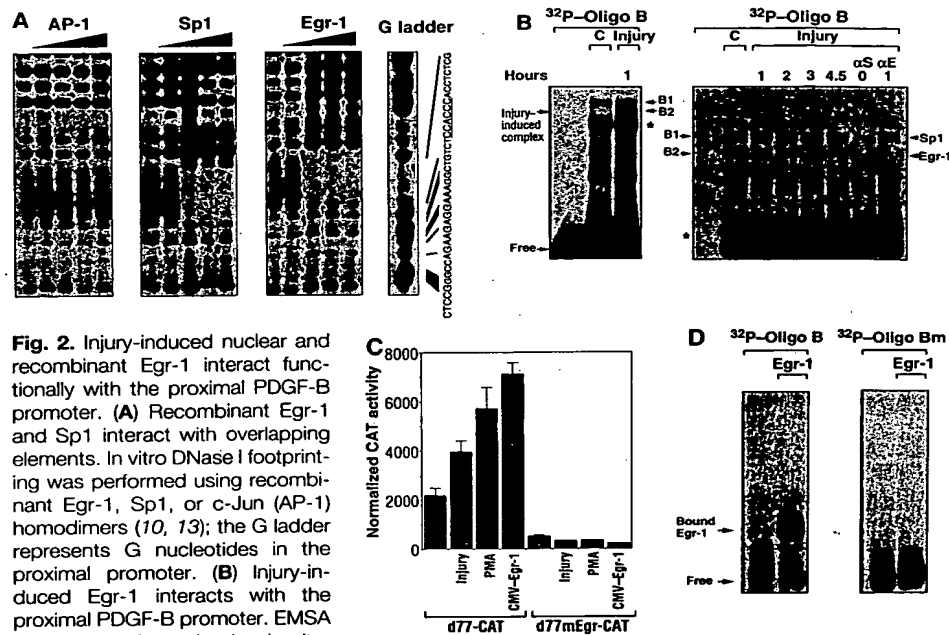 A
AP-1 Sp1 Egr-1 G ladder
CTCCGGGCCAGAAGAGGAAAGGCTGTCTCCACCCACCTCTCG
B
32P–Oligo B
C Injury
Hours 1
Injury–
induced
complex
B1
B2
*
Free
32P–Oligo B
C Injury
αS αE
1 2 3 4.5 0 1
B1
B2
Sp1
Egr-1
*
Fig. 2. Injury-induced nuclear and
recombinant Egr-1 interact func-
tionally with the proximal PDGF-B
promoter. (A) Recombinant Egr-1
and Sp1 interact with overlapping
elements. In vitro DNase I footprint-
ing was performed using recombi-
nant Egr-1, Sp1, or c-Jun (AP-1)
homodimers (10, 13); the G ladder
represents G nucleotides in the
proximal promoter. (B) Injury-in-
duced Egr-1 interacts with the
proximal PDGF-B promoter. EMSA
C
Normalized CAT activity
8000
6000
4000
2000
0
Injury PMA CMV–Egr-1 Injury PMA CMV–Egr-1
d77-CAT d77mEgr-CAT
D
32P–Oligo B 32P–Oligo Bm
Egr-1 Egr-1
Bound
Egr-1
Free